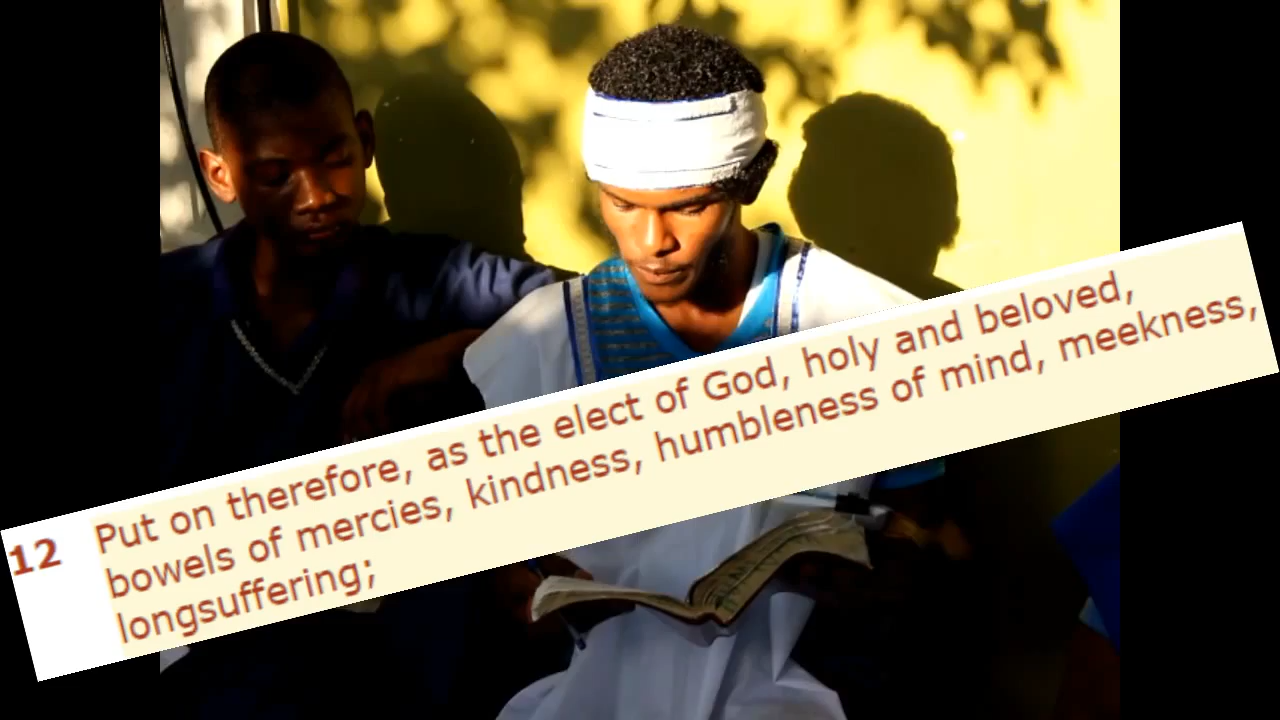 12 Put on therefore, as the elect of God, holy and beloved,
bowels of mercies, kindness, humbleness of mind, meekness,
longsuffering;